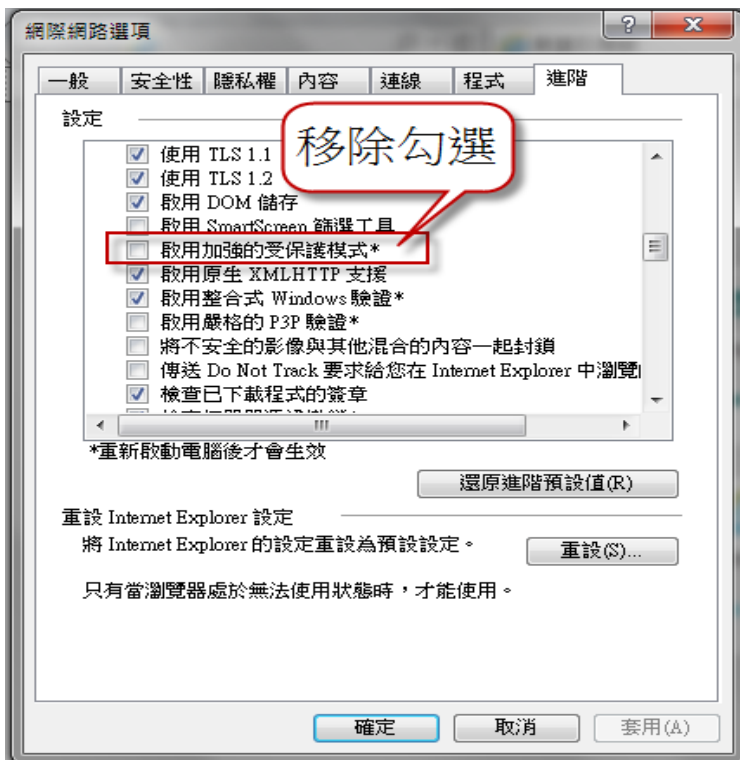 網際網路選項
一般 安全性 隱私權 內容 連線 程式 進階
設定
移除勾選
使用 TLS 1.1
使用 TLS 1.2
啟用 DOM 儲存
啟用 SmartScreen 篩選工具
啟用加強的受保護模式*
啟用原生 XMLHTTP 支援
啟用整合式 Windows 驗證*
啟用嚴格的 P3P 驗證*
將不安全的影像與其他混合的內容一起封鎖
傳送 Do Not Track 要求給您在 Internet Explorer 中瀏覽
檢查已下載程式的簽章
*重新啟動電腦後才會生效
還原進階預設值(R)
重設 Internet Explorer 設定
將 Internet Explorer 的設定重設為預設設定。
重設(S)...
只有當瀏覽器處於無法使用狀態時，才能使用。
確定 取消 套用(A)